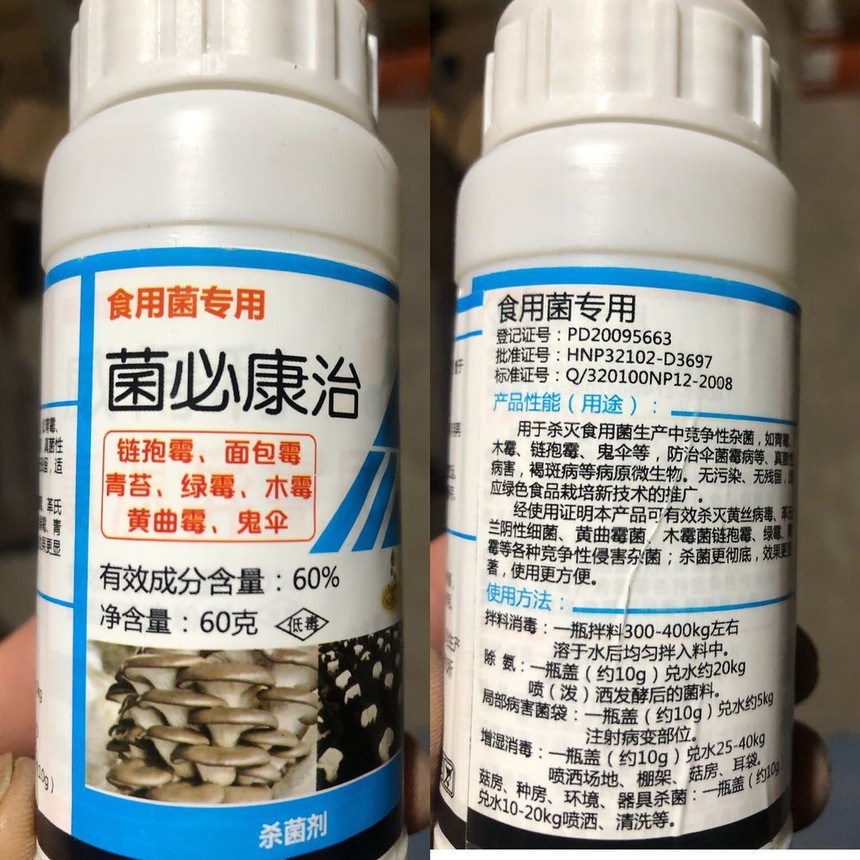 食用菌专用
菌必康治
链孢霉、面包霉
青苔、绿霉、木霉
黄曲霉、鬼伞
有效成分含量：60%
净含量：60克
低毒
杀菌剂
食用菌专用
登记证号：PD20095663
批准证号：HNP32102-D3697
标准证号：Q/320100NP12-2008
产品性能（用途）：
用于杀灭食用菌生产中竞争性杂菌，如青霉、
木霉、链孢霉、鬼伞等，防治伞菌霉病等、真菌性
病害，褐斑病等病原微生物。无污染、无残留，适
应绿色食品栽培新技术的推广。
经使用证明本产品可有效杀灭黄丝病毒、革氏
兰阴性细菌、黄曲霉菌、木霉菌链孢霉、绿霉、青
霉等各种竞争性侵害杂菌；杀菌更彻底，效果更显
著，使用更方便。
使用方法：
拌料消毒：一瓶拌料300-400kg左右
溶于水后均匀拌入料中。
除 氨：一瓶盖（约10g）兑水约20kg
喷（泼）洒发酵后的菌料。
局部病害菌袋：一瓶盖（约10g）兑水约5kg
注射病变部位。
增湿消毒：一瓶盖（约10g）兑水25-40kg
喷洒场地、棚架、菇房、耳袋。
菇房、种房、环境、器具杀菌：一瓶盖（约10g）
兑水10-20kg喷洒、清洗等。